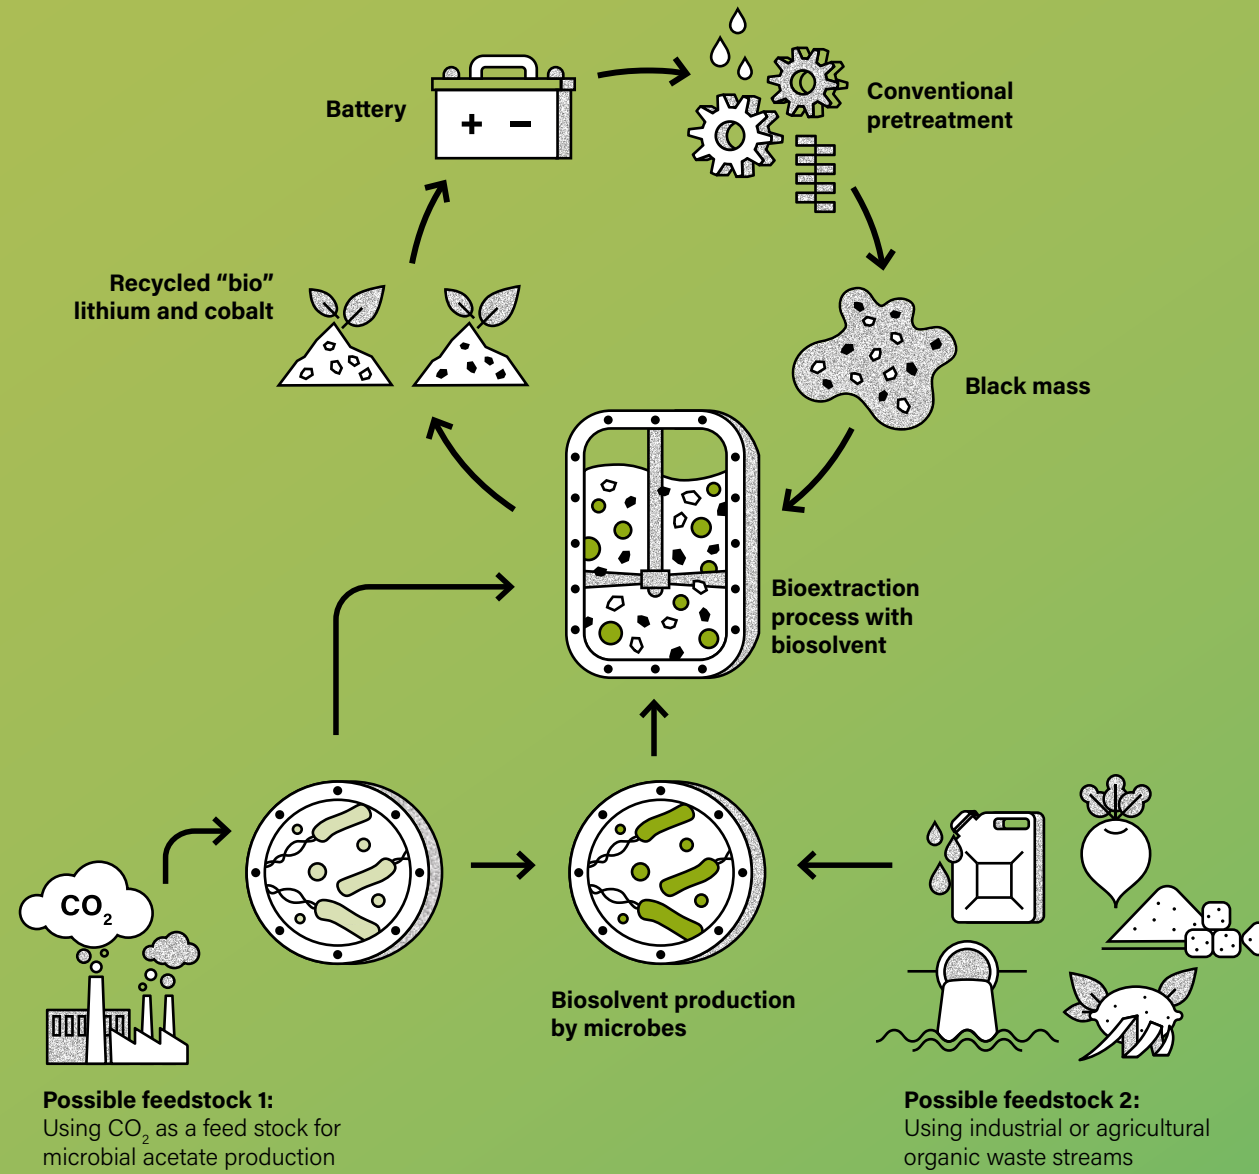 Battery
+ −
Conventional
pretreatment
Recycled “bio”
lithium and cobalt
Black mass
Bioextraction
process with
biosolvent
CO₂
Biosolvent production
by microbes
Possible feedstock 1:
Using CO₂ as a feed stock for
microbial acetate production
Possible feedstock 2:
Using industrial or agricultural
organic waste streams